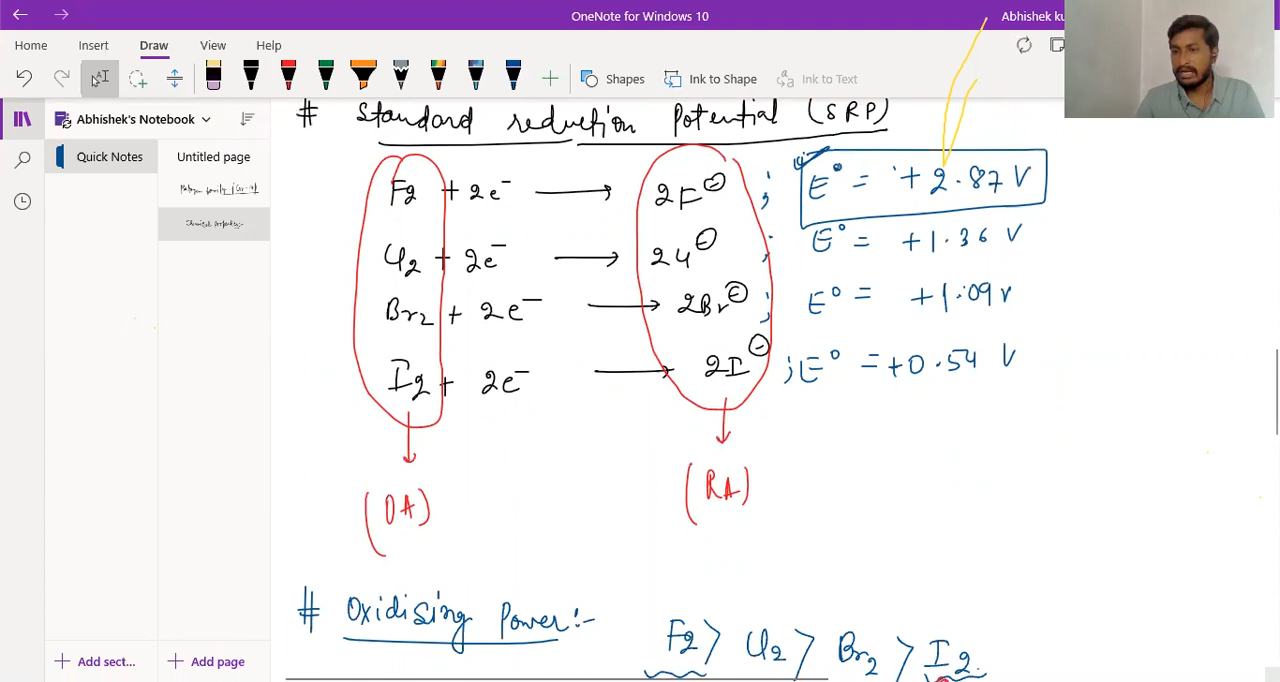 OneNote for Windows 10
Abhishek ku
Home Insert Draw View Help
Shapes Ink to Shape Ink to Text
Abhishek's Notebook
Quick Notes
Untitled page
Chemical Properties:-
# Standard reduction Potential (SRP)
F2 + 2e- → 2F⊖ ; E° = +2.87 V
Cl2 + 2e- → 2Cl⊖ ; E° = +1.36 V
Br2 + 2e- → 2Br⊖ ; E° = +1.09 V
I2 + 2e- → 2I⊖ ; E° = +0.54 V
(OA) (RA)
# Oxidising Power:-
F2 > Cl2 > Br2 > I2.
Add sect... Add page